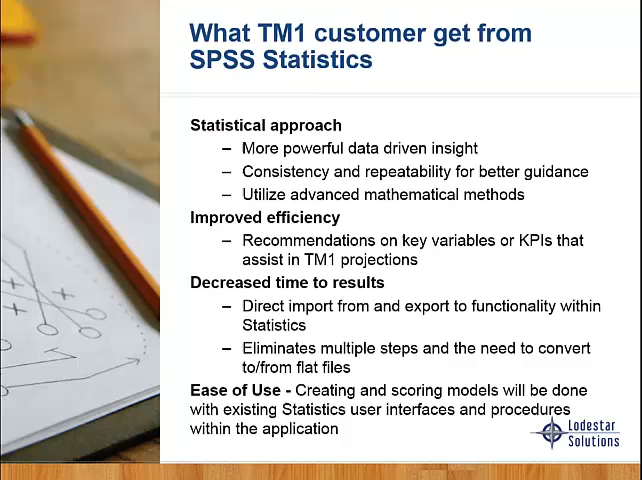 What TM1 customer get from
SPSS Statistics
Statistical approach
– More powerful data driven insight
– Consistency and repeatability for better guidance
– Utilize advanced mathematical methods
Improved efficiency
– Recommendations on key variables or KPIs that
assist in TM1 projections
Decreased time to results
– Direct import from and export to functionality within
Statistics
– Eliminates multiple steps and the need to convert
to/from flat files
Ease of Use - Creating and scoring models will be done
with existing Statistics user interfaces and procedures
within the application
Lodestar
Solutions